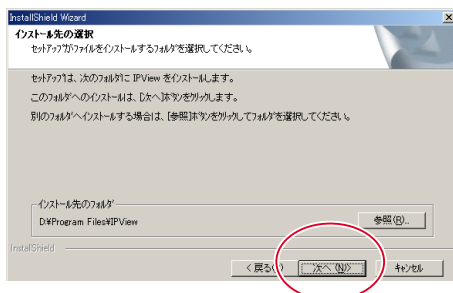 InstallShield Wizard
インストール先の選択
セットアップがファイルをインストールするフォルダを選択してください。
セットアップは、次のフォルダに IPView をインストールします。
このフォルダへのインストールは、[次へ]ボタンをクリックします。
別のフォルダへインストールする場合は、[参照]ボタンをクリックしてフォルダを選択してください。
インストール先のフォルダ
D:¥Program Files¥IPView
参照(R)...
InstallShield
< 戻る(B)
次へ (N)>
キャンセル